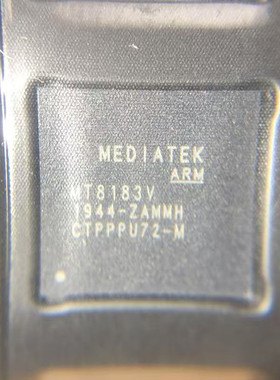 MEDIATEK
ARM
MT8183V
1944-ZAMMH
CTPPPU72-M